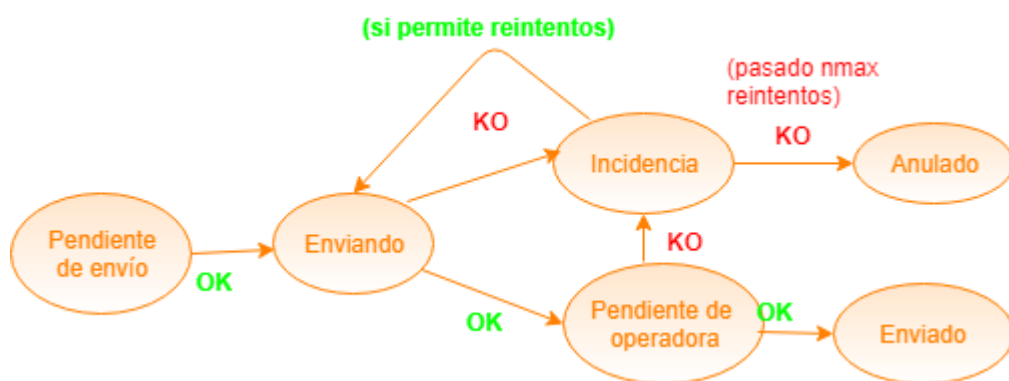 (si permite reintentos)
(pasado nmax
reintentos)
KO
KO
Incidencia
Anulado
Pendiente
de envío
OK
Enviando
KO
OK
Pendiente de
operadora
OK
Enviado